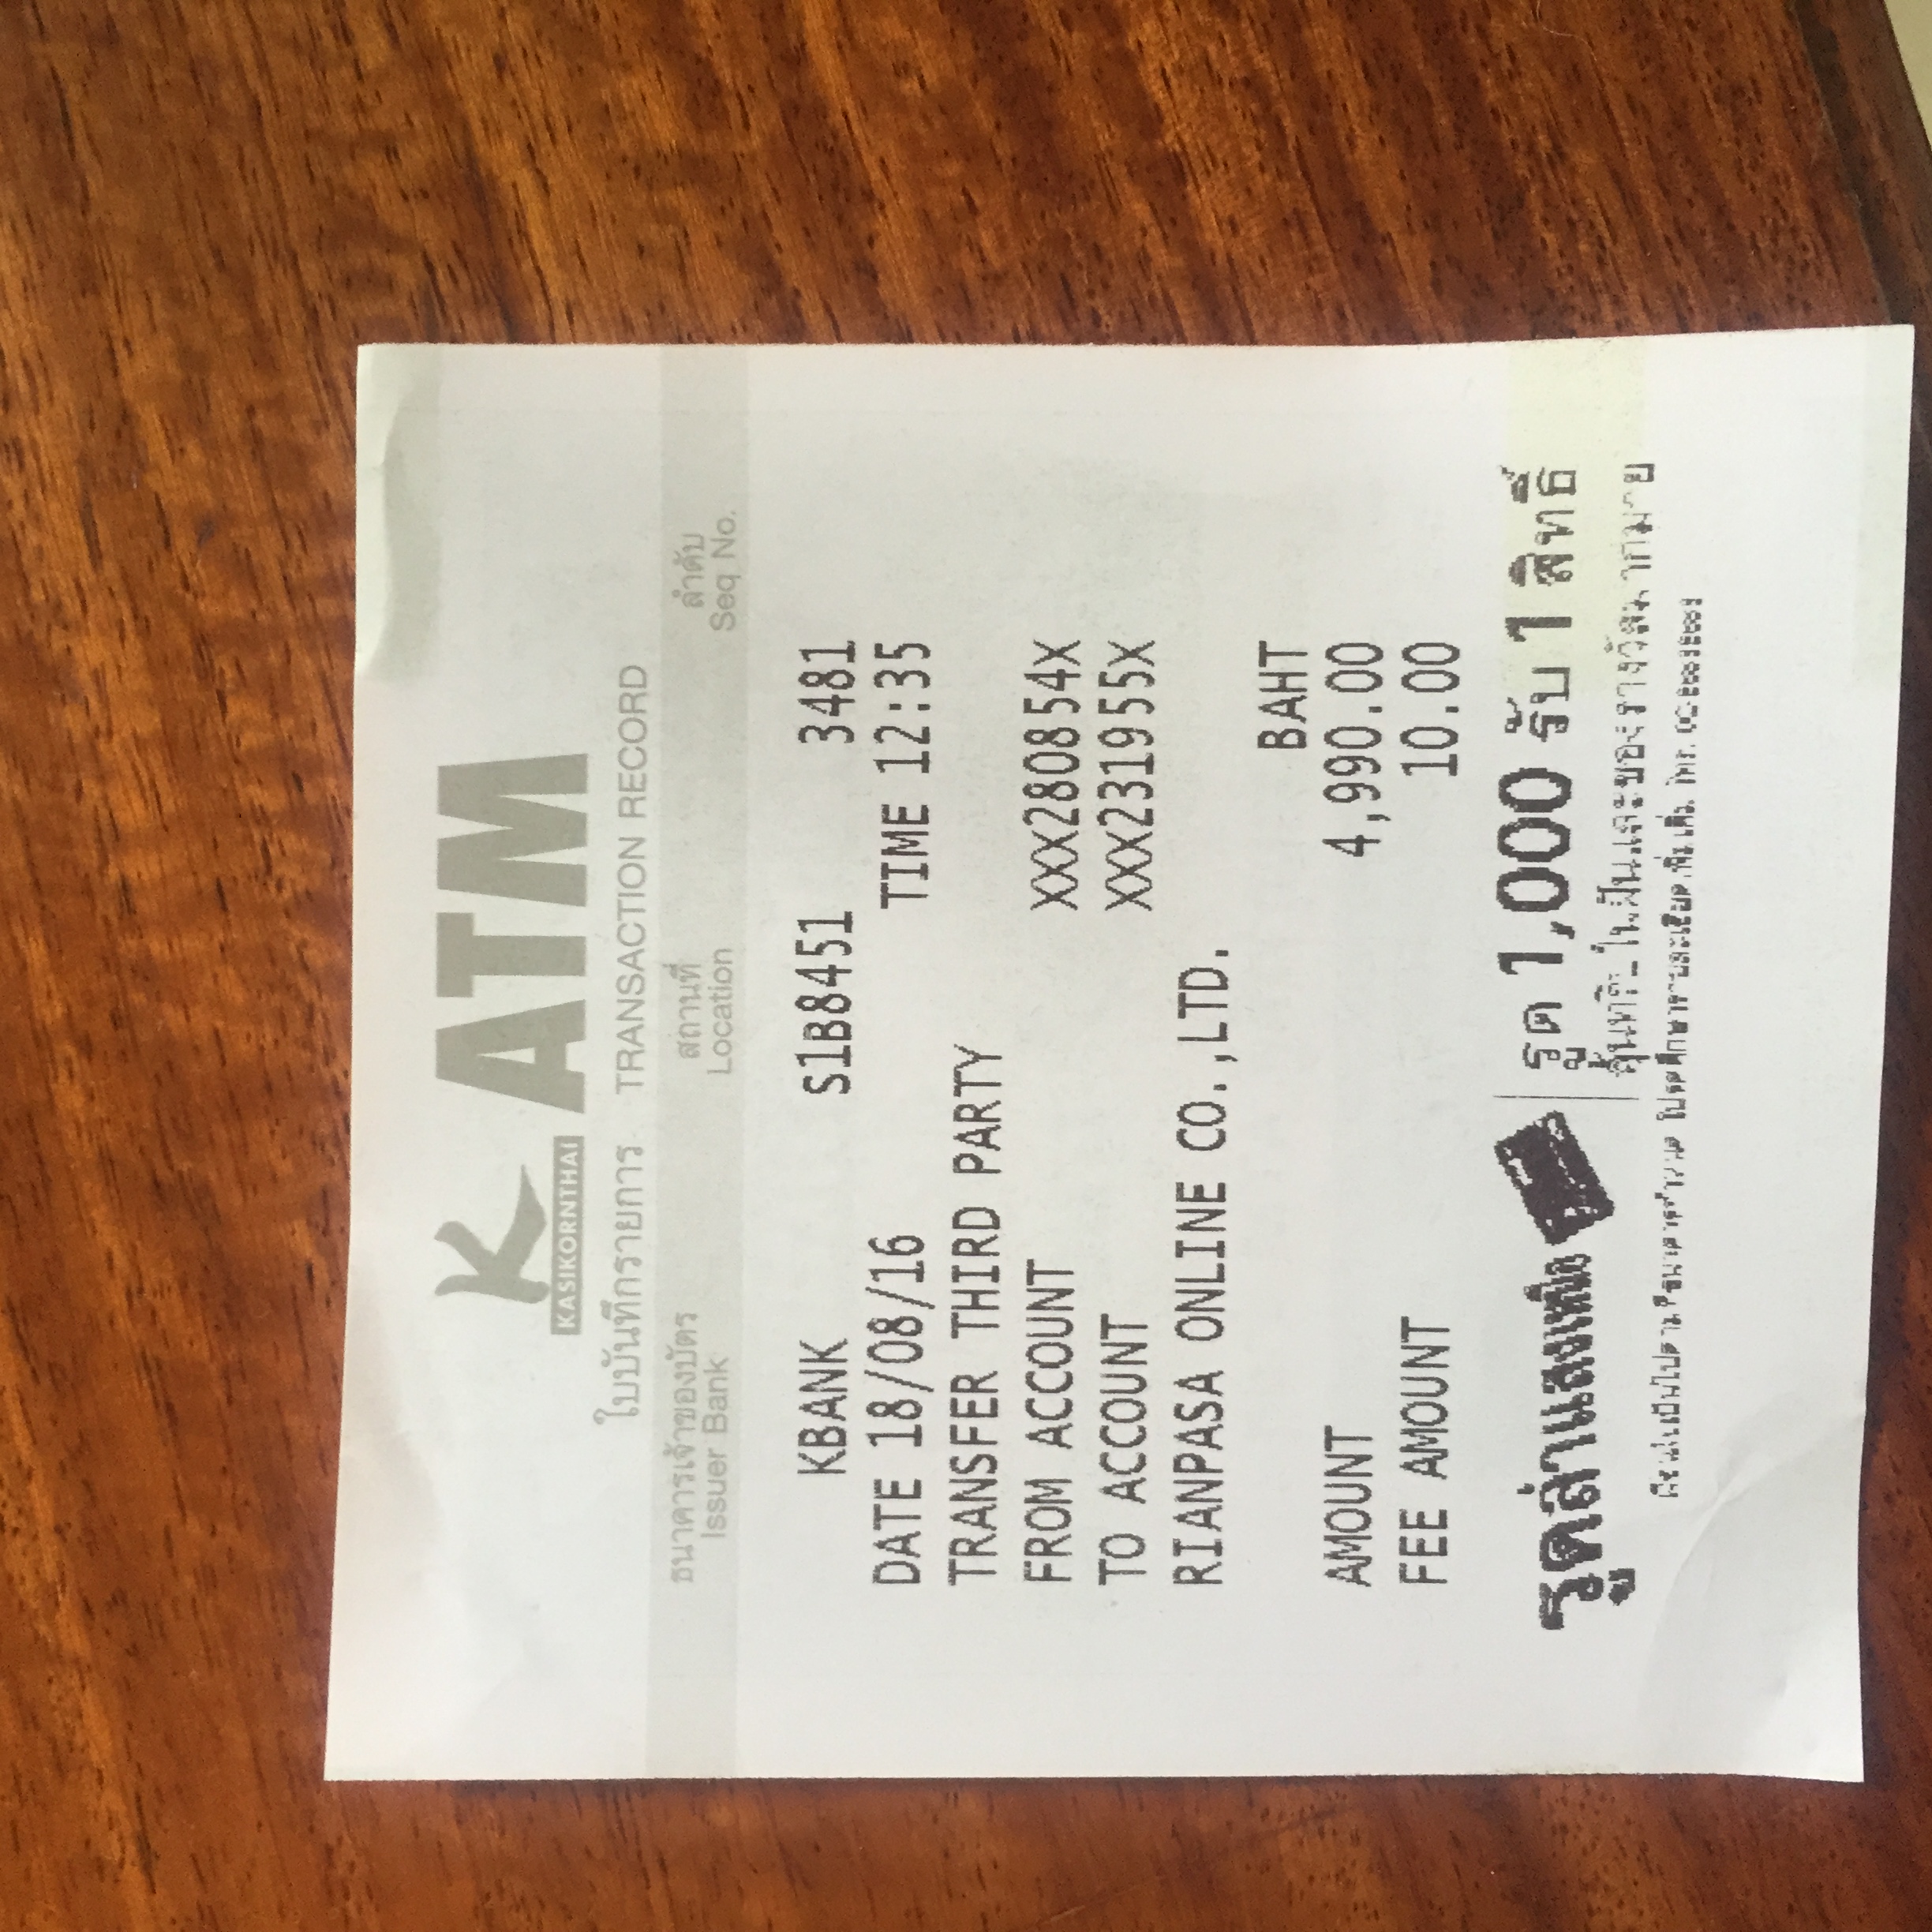 K ATM
KASIKORNTHAI
ใบบันทึกรายการ TRANSACTION RECORD
ธนาคารเจ้าของบัตร สถานที่ ลำดับ
Issuer Bank Location Seq No.
KBANK S1B8451 3481
DATE 18/08/16 TIME 12:35
TRANSFER THIRD PARTY
FROM ACCOUNT XXX280854X
TO ACCOUNT XXX231955X
RIANPASA ONLINE CO.,LTD.
BAHT
AMOUNT 4,990.00
FEE AMOUNT 10.00
รูดล่าแสงเหนือ รูด 1,000 รับ 1 สิทธิ์